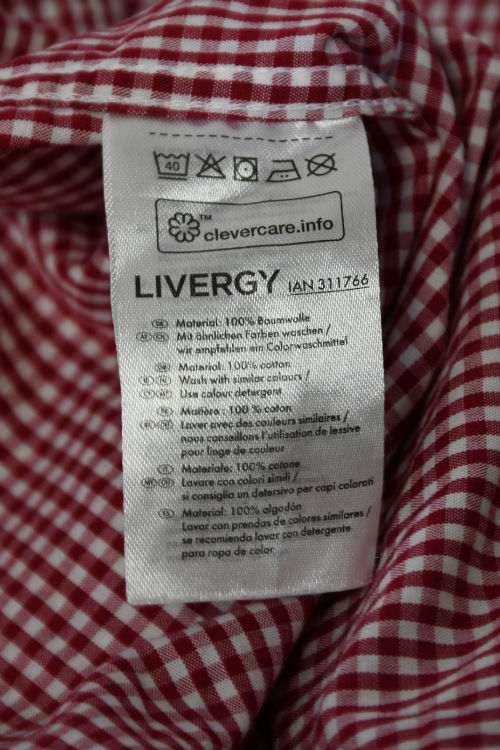 40
™ clevercare.info
LIVERGY IAN 311766
Material: 100% Baumwolle
Mit ähnlichen Farben waschen /
wir empfehlen ein Colorwaschmittel
Material: 100% cotton
Wash with similar colours /
Use colour detergent
Matière: 100 % coton
Laver avec des couleurs similaires /
nous conseillons l'utilisation de lessive
pour linge de couleur
Materiale: 100% cotone
Lavare con colori simili /
si consiglia un detersivo per capi colorati
Material: 100% algodón
Lavar con prendas de colores similares /
se recomienda lavar con detergente
para ropa de color